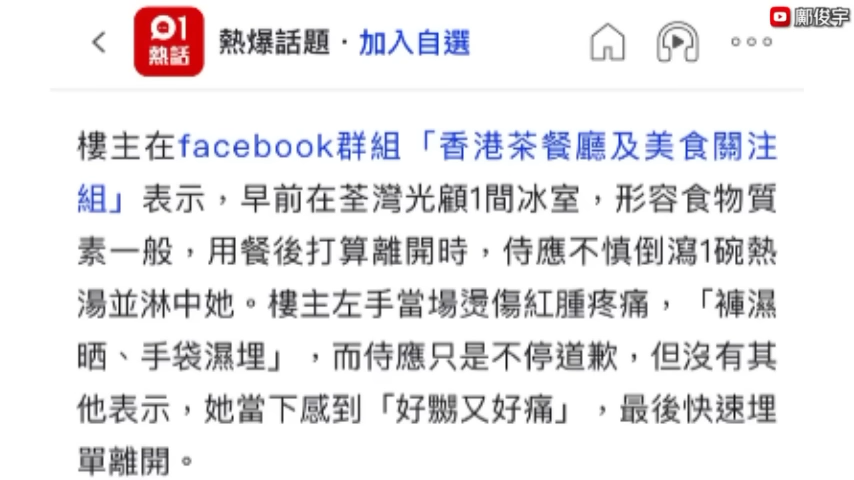 鄺俊宇
01
熱話
熱爆話題·加入自選
樓主在facebook群組「香港茶餐廳及美食關注
組」表示，早前在荃灣光顧1間冰室，形容食物質
素一般，用餐後打算離開時，侍應不慎倒瀉1碗熱
湯並淋中她。樓主左手當場燙傷紅腫疼痛，「褲濕
晒、手袋濕埋」，而侍應只是不停道歉，但沒有其
他表示，她當下感到「好嬲又好痛」，最後快速埋
單離開。